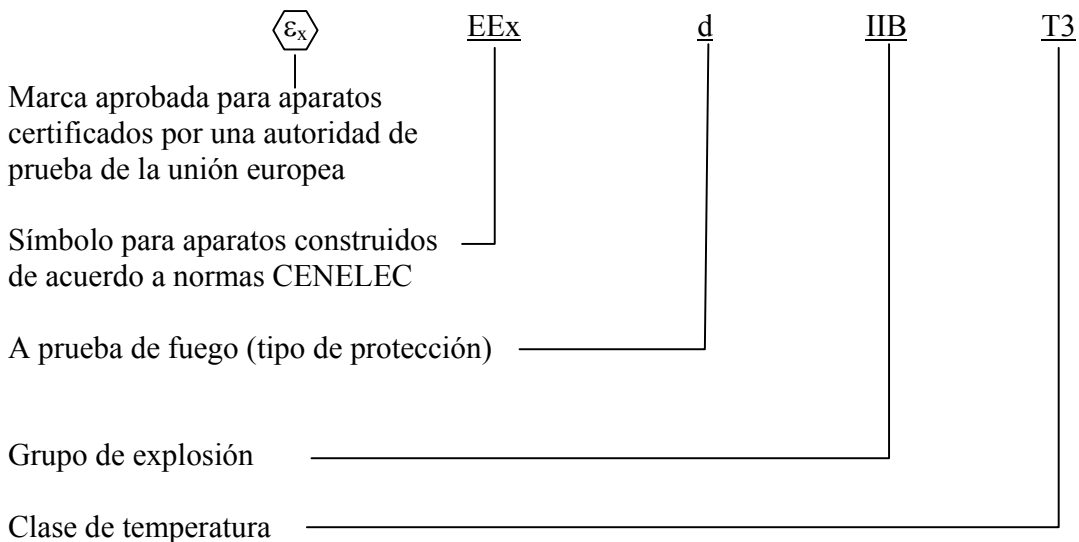 εx EEx d IIB T3
Marca aprobada para aparatos
certificados por una autoridad de
prueba de la unión europea
Símbolo para aparatos construidos
de acuerdo a normas CENELEC
A prueba de fuego (tipo de protección)
Grupo de explosión
Clase de temperatura